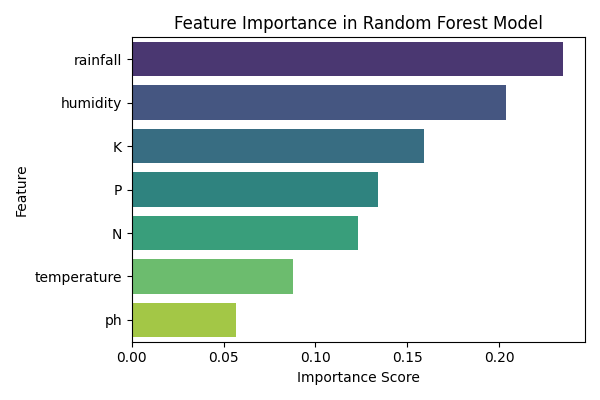 Feature Importance in Random Forest Model
Feature
rainfall
humidity
K
P
N
temperature
ph
0.00 0.05 0.10 0.15 0.20
Importance Score